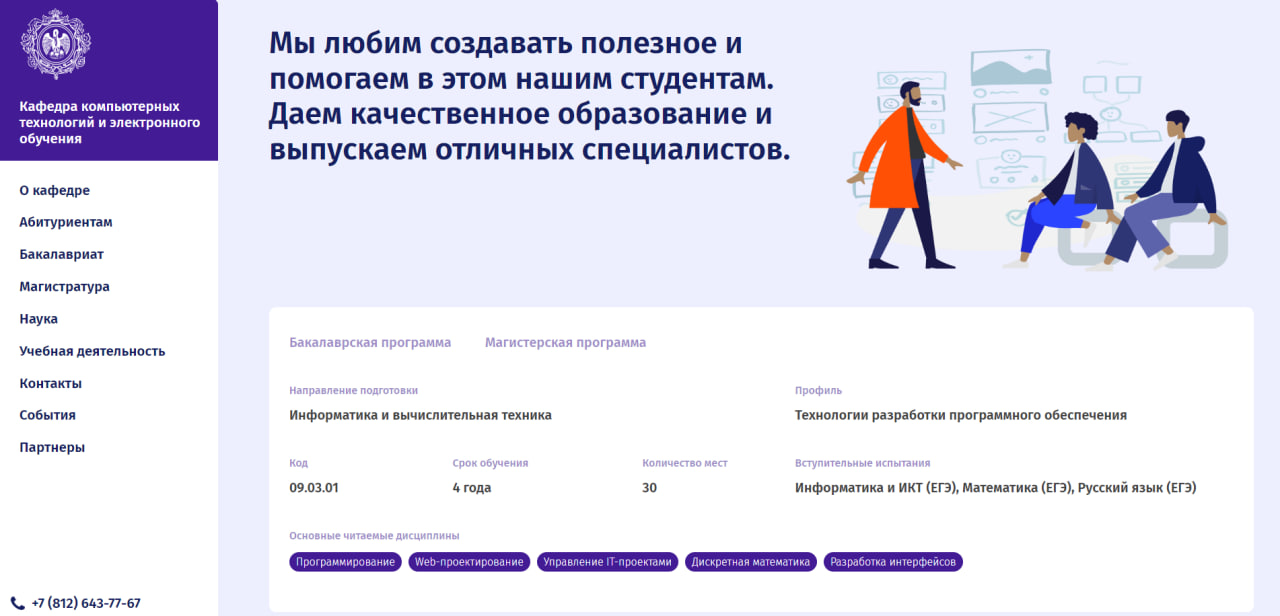 Кафедра компьютерных
технологий и электронного
обучения
О кафедре
Абитуриентам
Бакалавриат
Магистратура
Наука
Учебная деятельность
Контакты
События
Партнеры
+7 (812) 643-77-67
Мы любим создавать полезное и
помогаем в этом нашим студентам.
Даем качественное образование и
выпускаем отличных специалистов.
Бакалаврская программа Магистерская программа
Направление подготовки Профиль
Информатика и вычислительная техника Технологии разработки программного обеспечения
Код Срок обучения Количество мест Вступительные испытания
09.03.01 4 года 30 Информатика и ИКТ (ЕГЭ), Математика (ЕГЭ), Русский язык (ЕГЭ)
Основные читаемые дисциплины
Программирование Web-проектирование Управление IT-проектами Дискретная математика Разработка интерфейсов